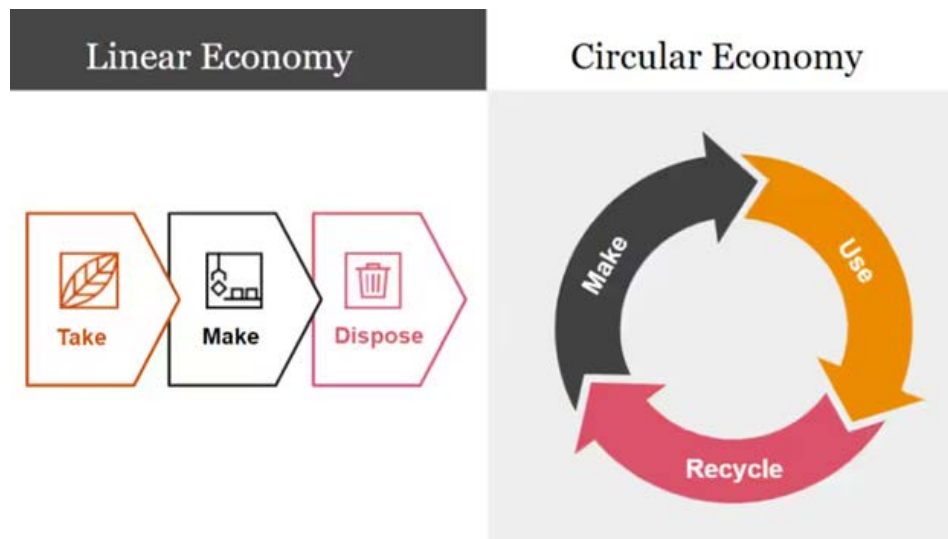 Linear Economy
Circular Economy
Take
Make
Dispose
Make
Use
Recycle